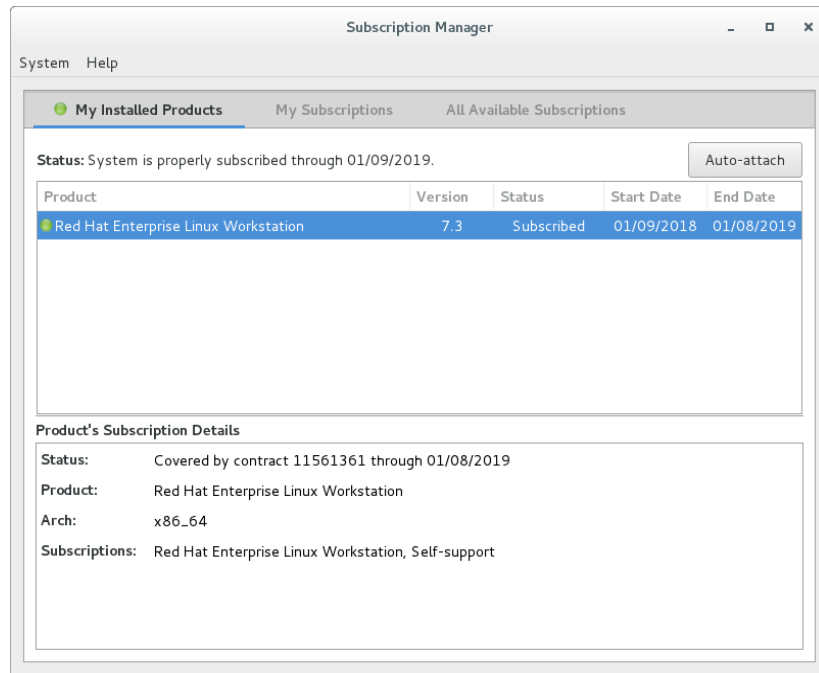 Subscription Manager
System Help
My Installed Products My Subscriptions All Available Subscriptions
Status: System is properly subscribed through 01/09/2019. Auto-attach
Product Version Status Start Date End Date
Red Hat Enterprise Linux Workstation 7.3 Subscribed 01/09/2018 01/08/2019
Product's Subscription Details
Status: Covered by contract 11561361 through 01/08/2019
Product: Red Hat Enterprise Linux Workstation
Arch: x86_64
Subscriptions: Red Hat Enterprise Linux Workstation, Self-support